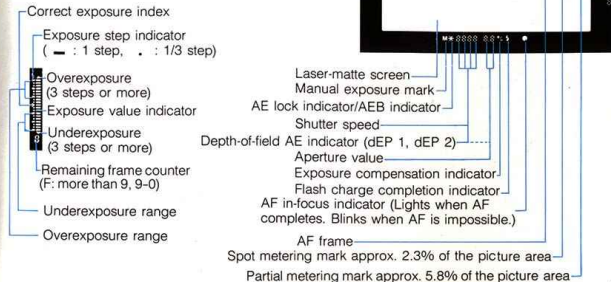 Correct exposure index
Exposure step indicator
( ▬ : 1 step, . : 1/3 step)
Overexposure
(3 steps or more)
Exposure value indicator
Underexposure
(3 steps or more)
Remaining frame counter
(F: more than 9, 9-0)
Underexposure range
Overexposure range
M✳
Laser-matte screen
Manual exposure mark
AE lock indicator/AEB indicator
Shutter speed
Depth-of-field AE indicator (dEP 1, dEP 2)
Aperture value
Exposure compensation indicator
Flash charge completion indicator
AF in-focus indicator (Lights when AF
completes. Blinks when AF is impossible.)
AF frame
Spot metering mark approx. 2.3% of the picture area
Partial metering mark approx. 5.8% of the picture area